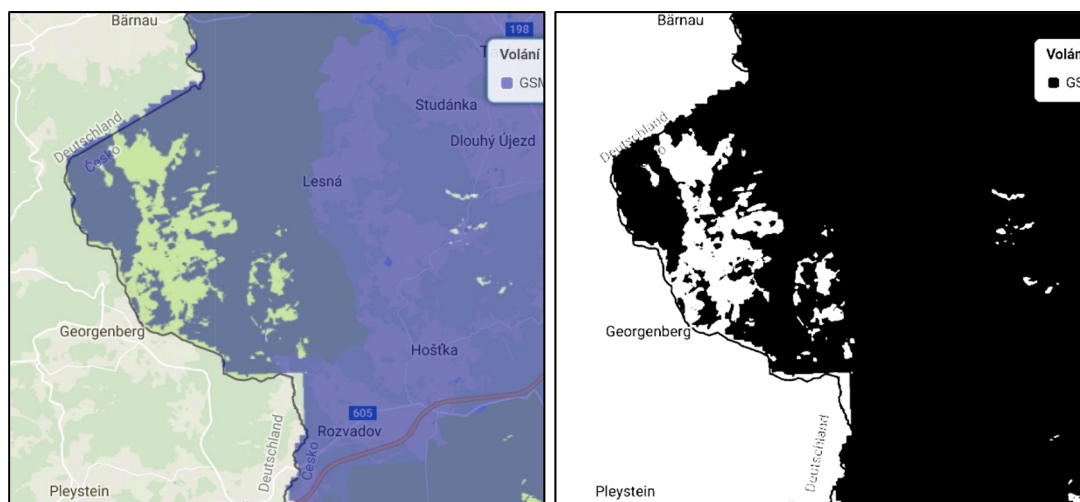 Bärnau
198
Volání
GSM
Studánka
Dlouhý Újezd
Deutschland
Česko
Lesná
Georgenberg
Hošťka
605
Rozvadov
Deutschland
Česko
Pleystein
Bärnau
Volán
GS
Deutschland
Georgenberg
Deutschland
Pleystein